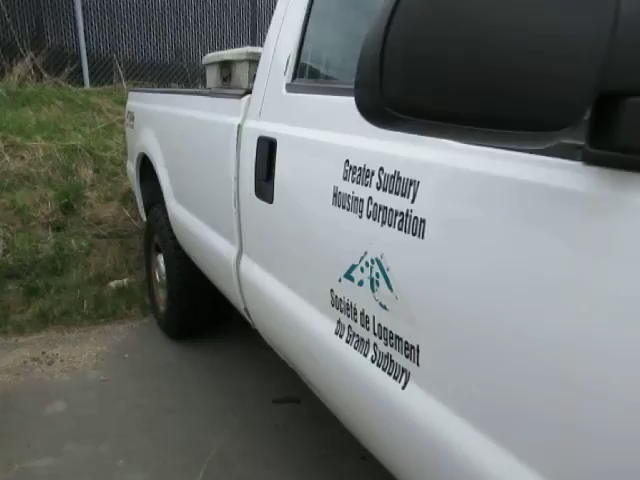 Greater Sudbury
Housing Corporation
Société de Logement
du Grand Sudbury